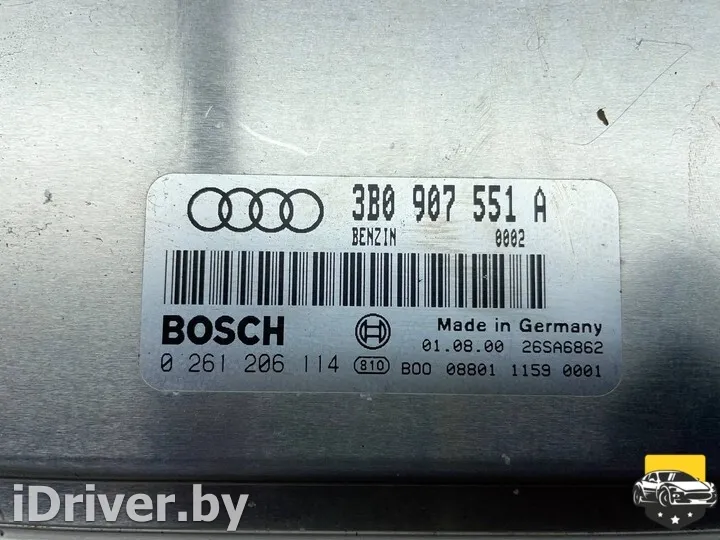 3B0 907 551 A
BENZIN 0002
BOSCH
Made in Germany
01.08.00 26SA6862
0 261 206 114 810 B00 08801 1159 0001
iDriver.by